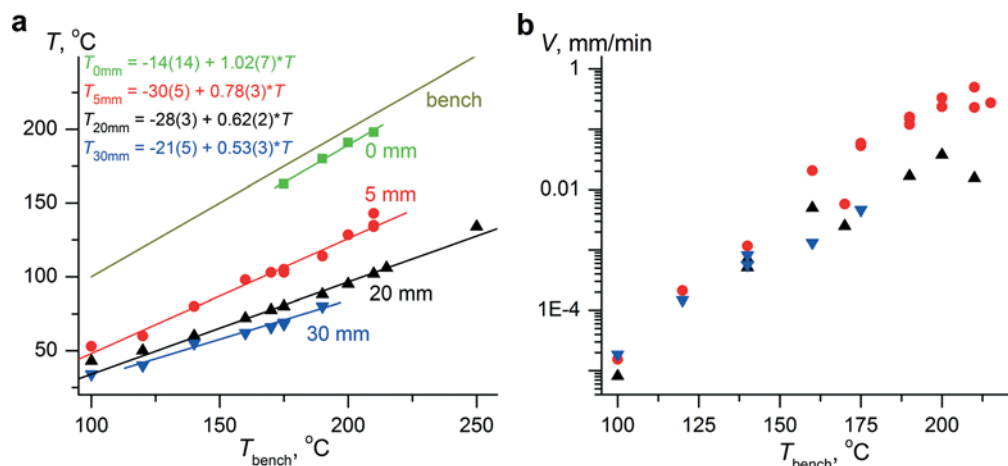 a
T, °C
T0mm = -14(14) + 1.02(7)*T
T5mm = -30(5) + 0.78(3)*T
T20mm = -28(3) + 0.62(2)*T
T30mm = -21(5) + 0.53(3)*T
bench
0 mm
5 mm
20 mm
30 mm
200
150
100
50
100
150
200
250
Tbench, °C
b
V, mm/min
1
0.01
1E-4
100
125
150
175
200
Tbench, °C